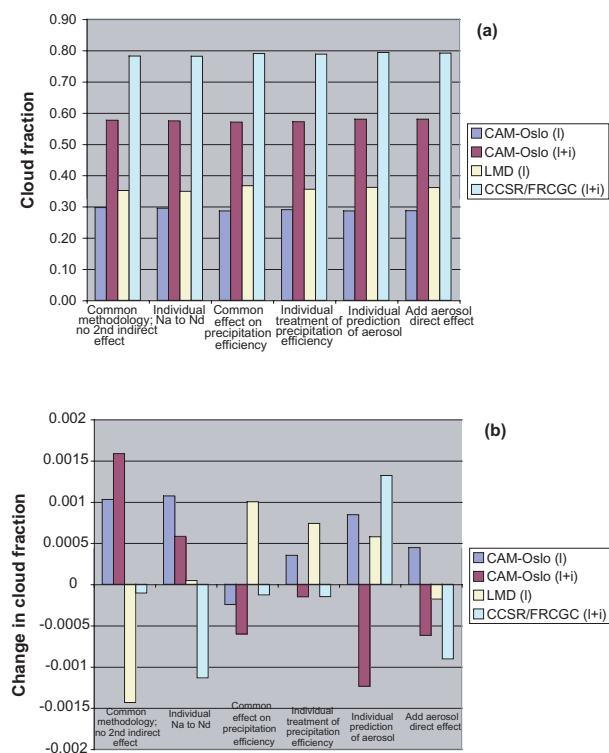 (a)
Cloud fraction
0.90
0.80
0.70
0.60
0.50
0.40
0.30
0.20
0.10
0.00
Common
methodology;
no 2nd indirect
effect
Individual
Na to Nd
Common
effect on
precipitation
efficiency
Individual
treatment of
precipitation
efficiency
Individual
prediction
of aerosol
Add aerosol
direct effect
CAM-Oslo (l)
CAM-Oslo (l+i)
LMD (l)
CCSR/FRCGC (l+i)
(b)
Change in cloud fraction
0.002
0.0015
0.001
0.0005
0
-0.0005
-0.001
-0.0015
-0.002
Common
methodology;
no 2nd indirect
effect
Individual
Na to Nd
Common
effect on
precipitation
efficiency
Individual
treatment of
precipitation
efficiency
Individual
prediction
of aerosol
Add aerosol
direct effect
CAM-Oslo (l)
CAM-Oslo (l+i)
LMD (l)
CCSR/FRCGC (l+i)